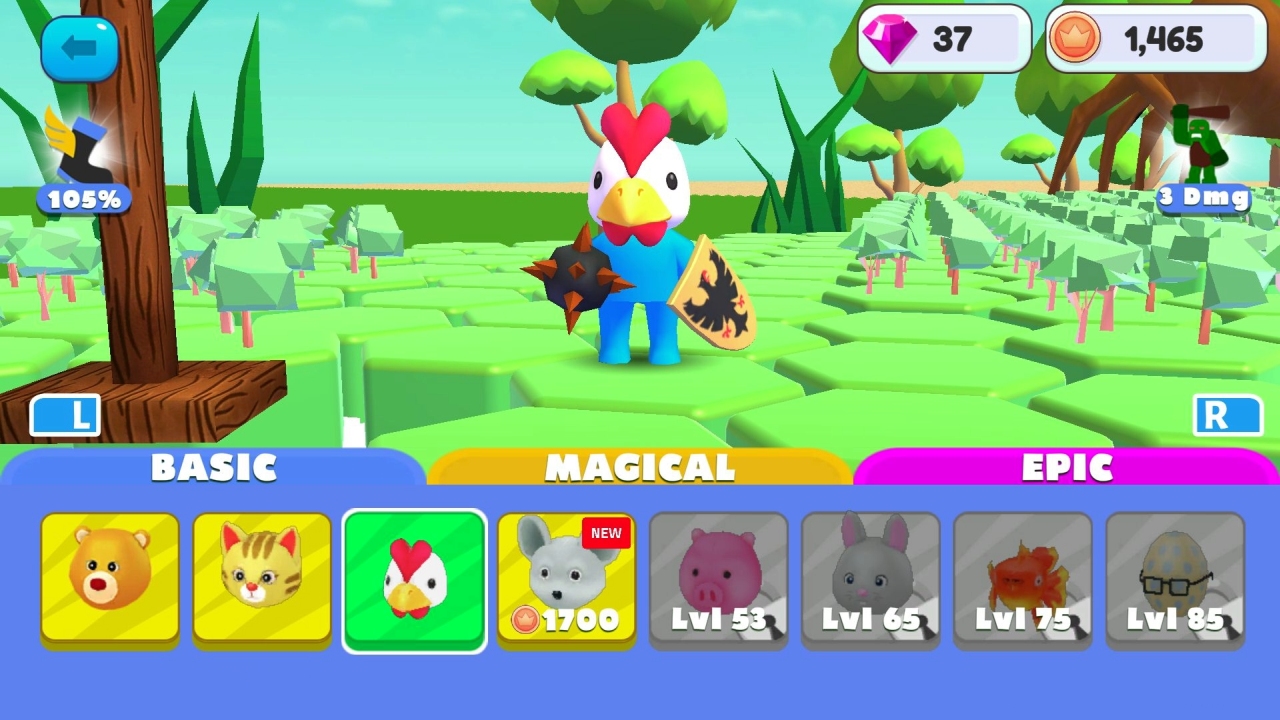 37
1,465
105%
3 Dmg
L
R
BASIC
MAGICAL
EPIC
NEW
1700
Lvl 53
Lvl 65
Lvl 75
Lvl 85